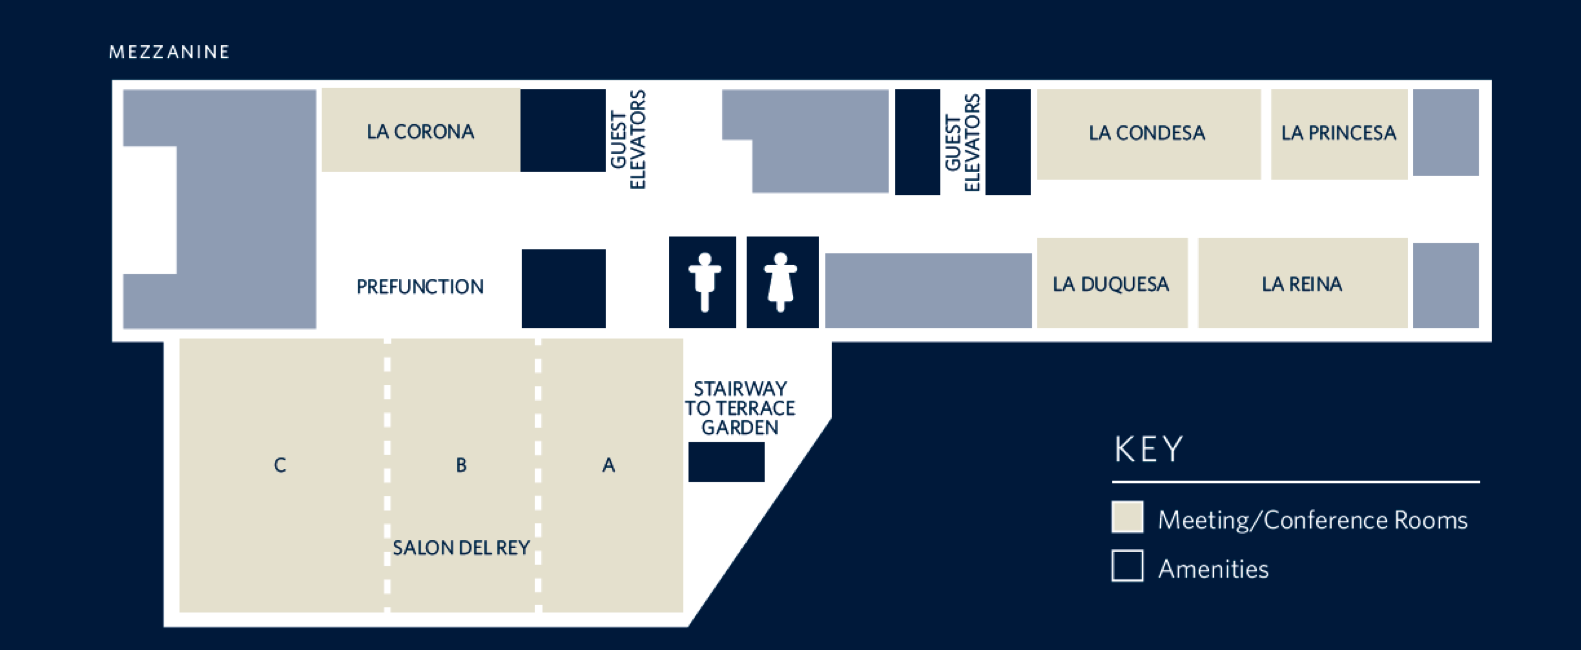 MEZZANINE
LA CORONA
GUEST
ELEVATORS
GUEST
ELEVATORS
LA CONDESA
LA PRINCESA
PREFUNCTION
LA DUQUESA
LA REINA
STAIRWAY
TO TERRACE
GARDEN
C
B
A
SALON DEL REY
KEY
Meeting/Conference Rooms
Amenities